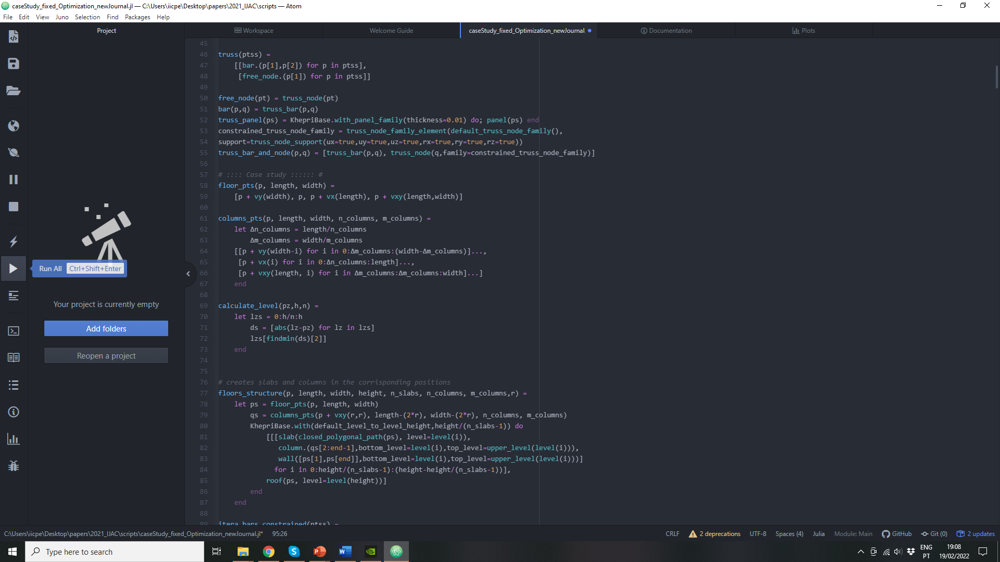 caseStudy_fixed_Optimization_newJournal.jl — C:\Users\iicpe\Desktop\papers\2021_IJAC\scripts — Atom
File Edit View Juno Selection Find Packages Help
Project
Workspace
Welcome Guide
caseStudy_fixed_Optimization_newJournal
Documentation
Plots
45
46 truss(ptss) =
47 [[bar.(p[1],p[2]) for p in ptss],
48 [free_node.(p[1]) for p in ptss]]
49
50 free_node(pt) = truss_node(pt)
51 bar(p,q) = truss_bar(p,q)
52 truss_panel(ps) = KhepriBase.with_panel_family(thickness=0.01) do; panel(ps) end
53 constrained_truss_node_family = truss_node_family_element(default_truss_node_family(),
54 support=truss_node_support(ux=true,uy=true,uz=true,rx=true,ry=true,rz=true))
55 truss_bar_and_node(p,q) = [truss_bar(p,q), truss_node(q,family=constrained_truss_node_family)]
56
57 # :::: Case study :::::: #
58 floor_pts(p, length, width) =
59 [p + vy(width), p, p + vx(length), p + vxy(length,width)]
60
61 columns_pts(p, length, width, n_columns, m_columns) =
62 let Δn_columns = length/n_columns
63 Δm_columns = width/m_columns
64 [[p + vy(width-i) for i in 0:Δm_columns:(width-Δm_columns)]...,
65 [p + vx(i) for i in 0:Δn_columns:length]...,
66 [p + vxy(length, i) for i in Δm_columns:Δm_columns:width]...]
67 end
68
69 calculate_level(pz,h,n) =
70 let lzs = 0:h/n:h
71 ds = [abs(lz-pz) for lz in lzs]
72 lzs[findmin(ds)[2]]
73 end
74
75
76 # creates slabs and columns in the corrisponding positions
77 floors_structure(p, length, width, height, n_slabs, n_columns, m_columns,r) =
78 let ps = floor_pts(p, length, width)
79 qs = columns_pts(p + vxy(r,r), length-(2*r), width-(2*r), n_columns, m_columns)
80 KhepriBase.with(default_level_to_level_height,height/(n_slabs-1)) do
81 [[[slab(closed_polygonal_path(ps), level=level(i)),
82 column.(qs[2:end-1],bottom_level=level(i),top_level=upper_level(level(i))),
83 wall([ps[1],ps[end]],bottom_level=level(i),top_level=upper_level(level(i)))]
84 for i in 0:height/(n_slabs-1):(height-height/(n_slabs-1))],
85 roof(ps, level=level(height))]
86 end
87 end
88
89 itera_bars_constrained(ptss) =
Run All Ctrl+Shift+Enter
Your project is currently empty
Add folders
Reopen a project
C:\Users\iicpe\Desktop\papers\2021_IJAC\scripts\caseStudy_fixed_Optimization_newJournal.jl* 95:26
CRLF 2 deprecations UTF-8 Spaces (4) Julia Module: Main GitHub Git (0) 2 updates
Type here to search
ENG
PT
19:08
19/02/2022